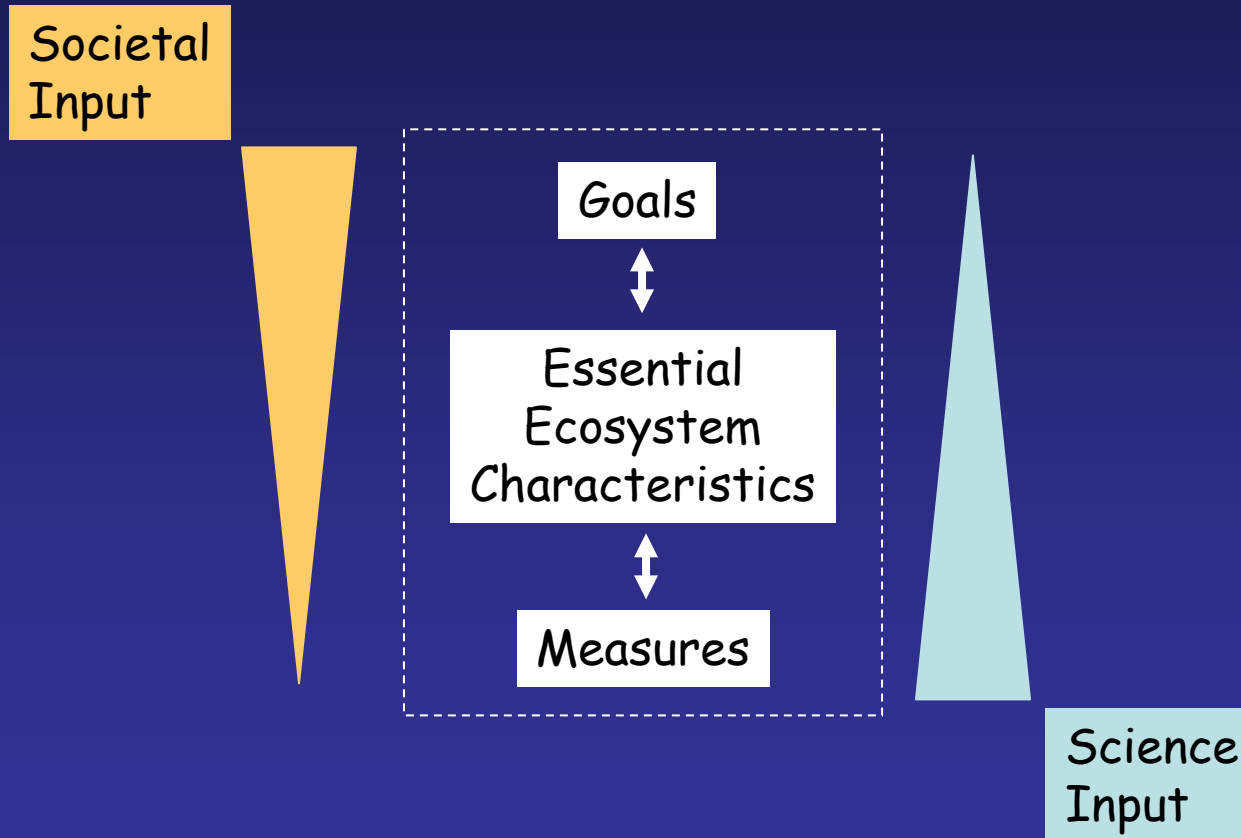 Societal
Input
Goals
Essential
Ecosystem
Characteristics
Measures
Science
Input